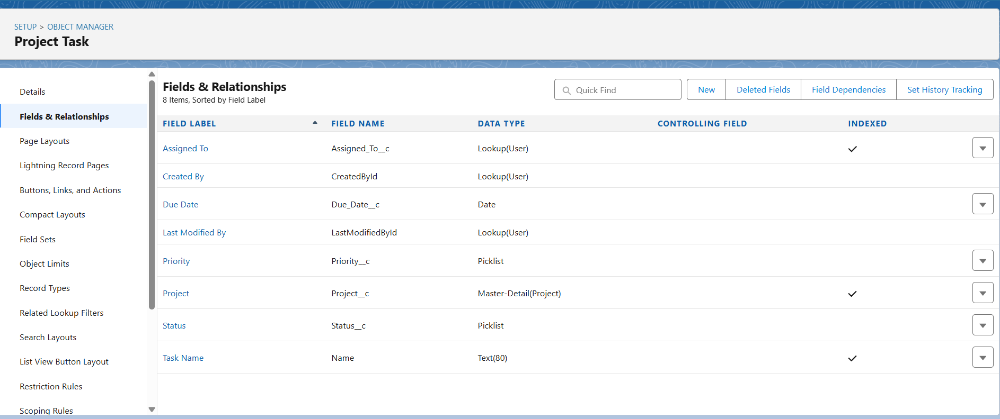 SETUP > OBJECT MANAGER
Project Task
Details
Fields & Relationships
Page Layouts
Lightning Record Pages
Buttons, Links, and Actions
Compact Layouts
Field Sets
Object Limits
Record Types
Related Lookup Filters
Search Layouts
List View Button Layout
Restriction Rules
Scoping Rules
Fields & Relationships
8 Items, Sorted by Field Label
Quick Find
New Deleted Fields Field Dependencies Set History Tracking
FIELD LABEL FIELD NAME DATA TYPE CONTROLLING FIELD INDEXED
Assigned To Assigned_To__c Lookup(User)
Created By CreatedById Lookup(User)
Due Date Due_Date__c Date
Last Modified By LastModifiedById Lookup(User)
Priority Priority__c Picklist
Project Project__c Master-Detail(Project)
Status Status__c Picklist
Task Name Name Text(80)